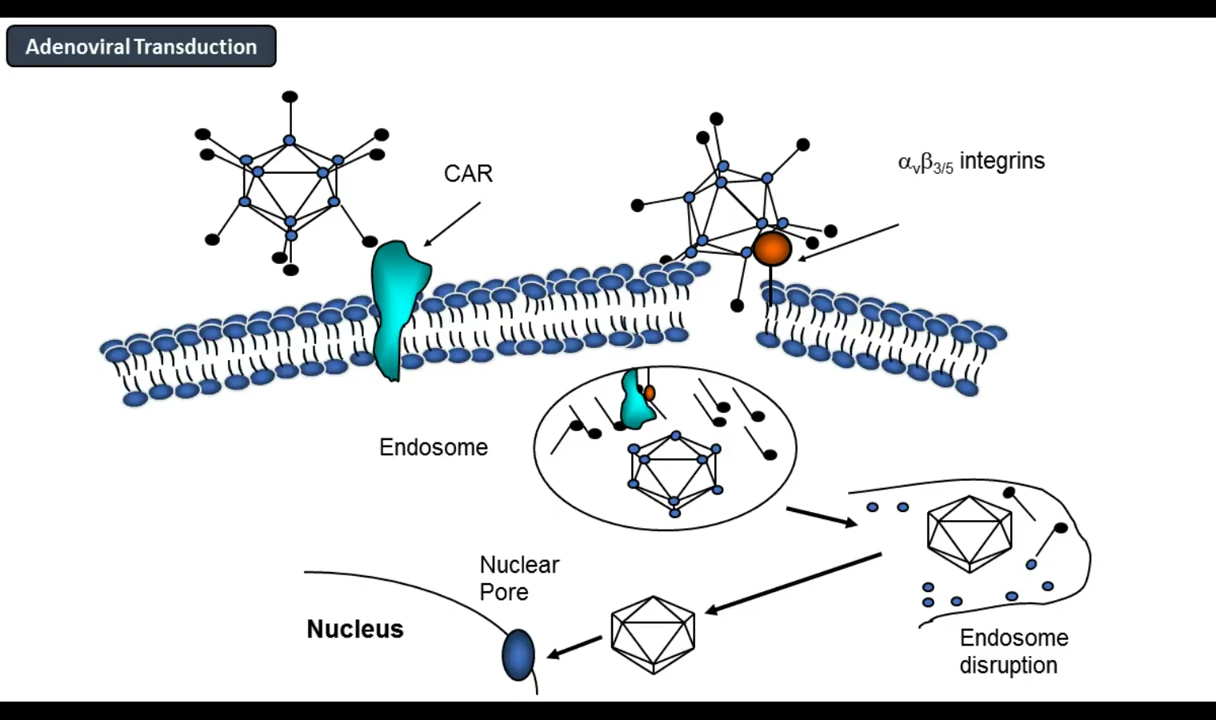 Adenoviral Transduction
CAR
αvβ3/5 integrins
Endosome
Nuclear
Pore
Nucleus
Endosome
disruption